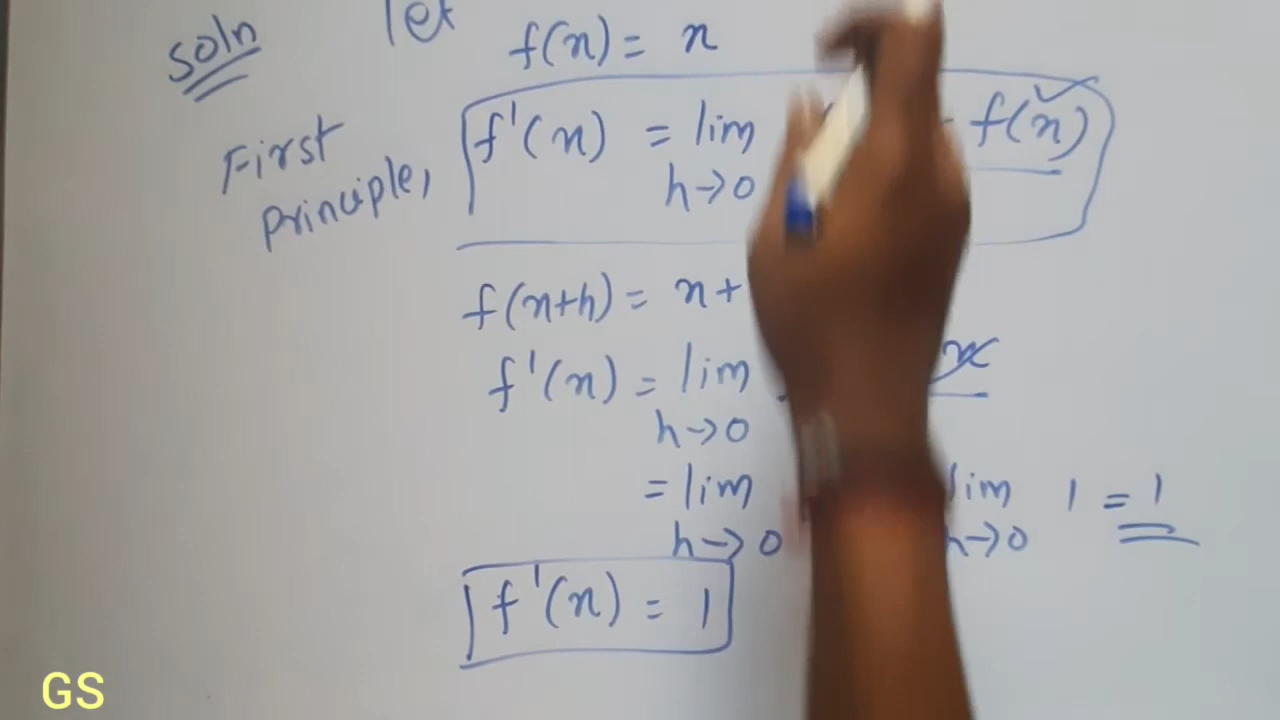 Soln let
f(x) = x
First principle, f'(x) = lim h→0 - f(x)
f(x+h) = x+
f'(x) = lim h→0 x
= lim h→0 lim h→0 1 = 1
f'(x) = 1
GS